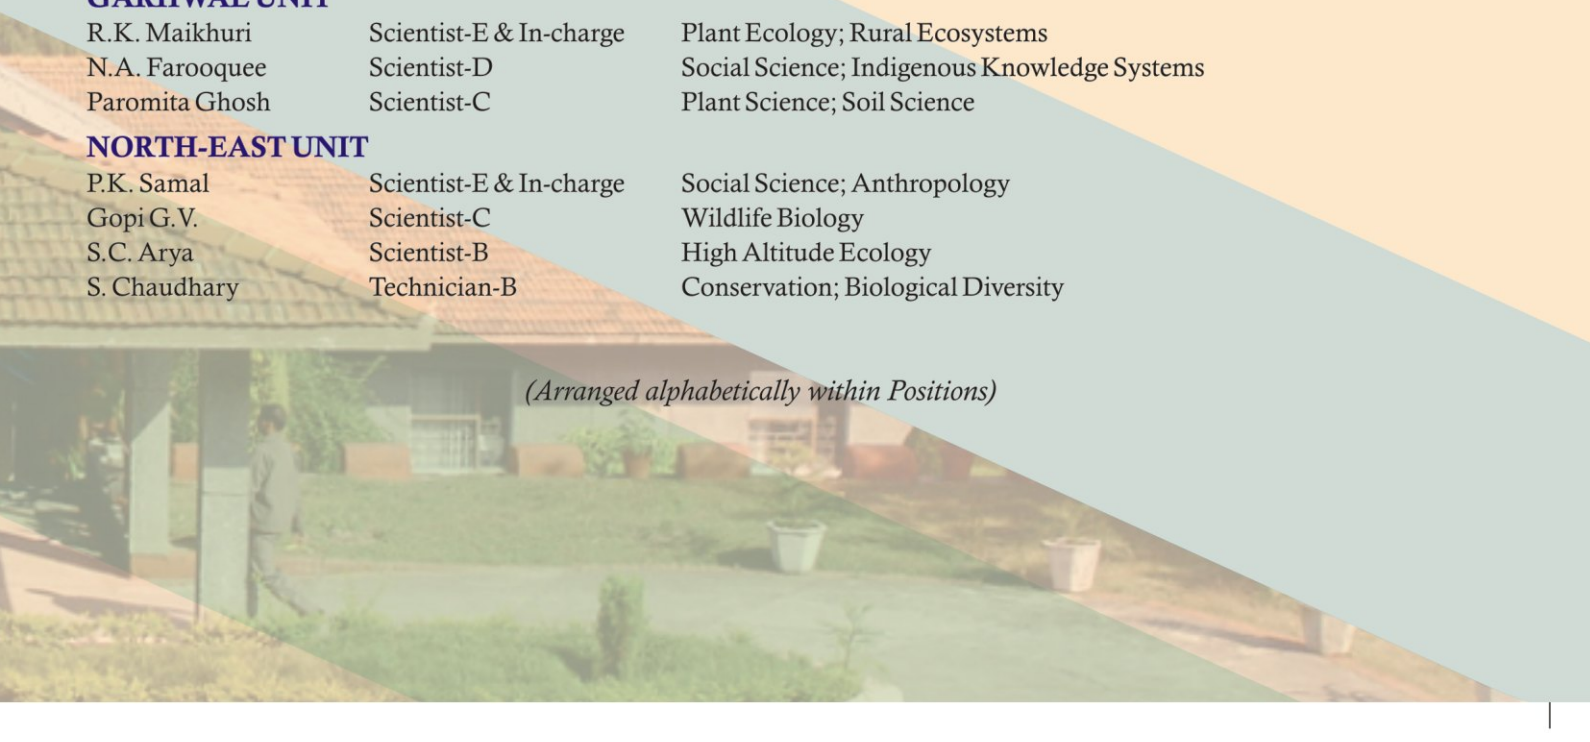 GARHWAL UNIT
R.K. Maikhuri Scientist-E & In-charge Plant Ecology; Rural Ecosystems
N.A. Farooquee Scientist-D Social Science; Indigenous Knowledge Systems
Paromita Ghosh Scientist-C Plant Science; Soil Science
NORTH-EAST UNIT
P.K. Samal Scientist-E & In-charge Social Science; Anthropology
Gopi G.V. Scientist-C Wildlife Biology
S.C. Arya Scientist-B High Altitude Ecology
S. Chaudhary Technician-B Conservation; Biological Diversity
(Arranged alphabetically within Positions)